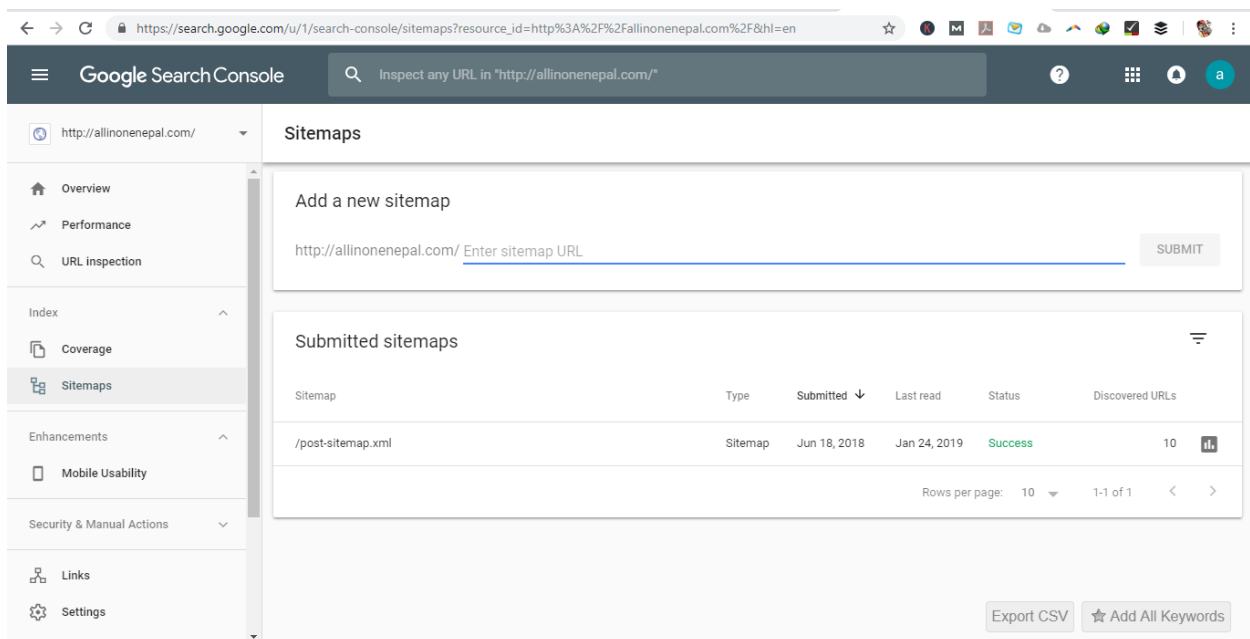 https://search.google.com/u/1/search-console/sitemaps?resource_id=http%3A%2F%2Fallinonenepal.com%2F&hl=en
Google Search Console
Inspect any URL in "http://allinonenepal.com/"
?
a
http://allinonenepal.com/
Sitemaps
Overview
Performance
URL inspection
Index
Coverage
Sitemaps
Enhancements
Mobile Usability
Security & Manual Actions
Links
Settings
Add a new sitemap
http://allinonenepal.com/ Enter sitemap URL
SUBMIT
Submitted sitemaps
Sitemap Type Submitted Last read Status Discovered URLs
/post-sitemap.xml Sitemap Jun 18, 2018 Jan 24, 2019 Success 10
Rows per page: 10 1-1 of 1
Export CSV Add All Keywords